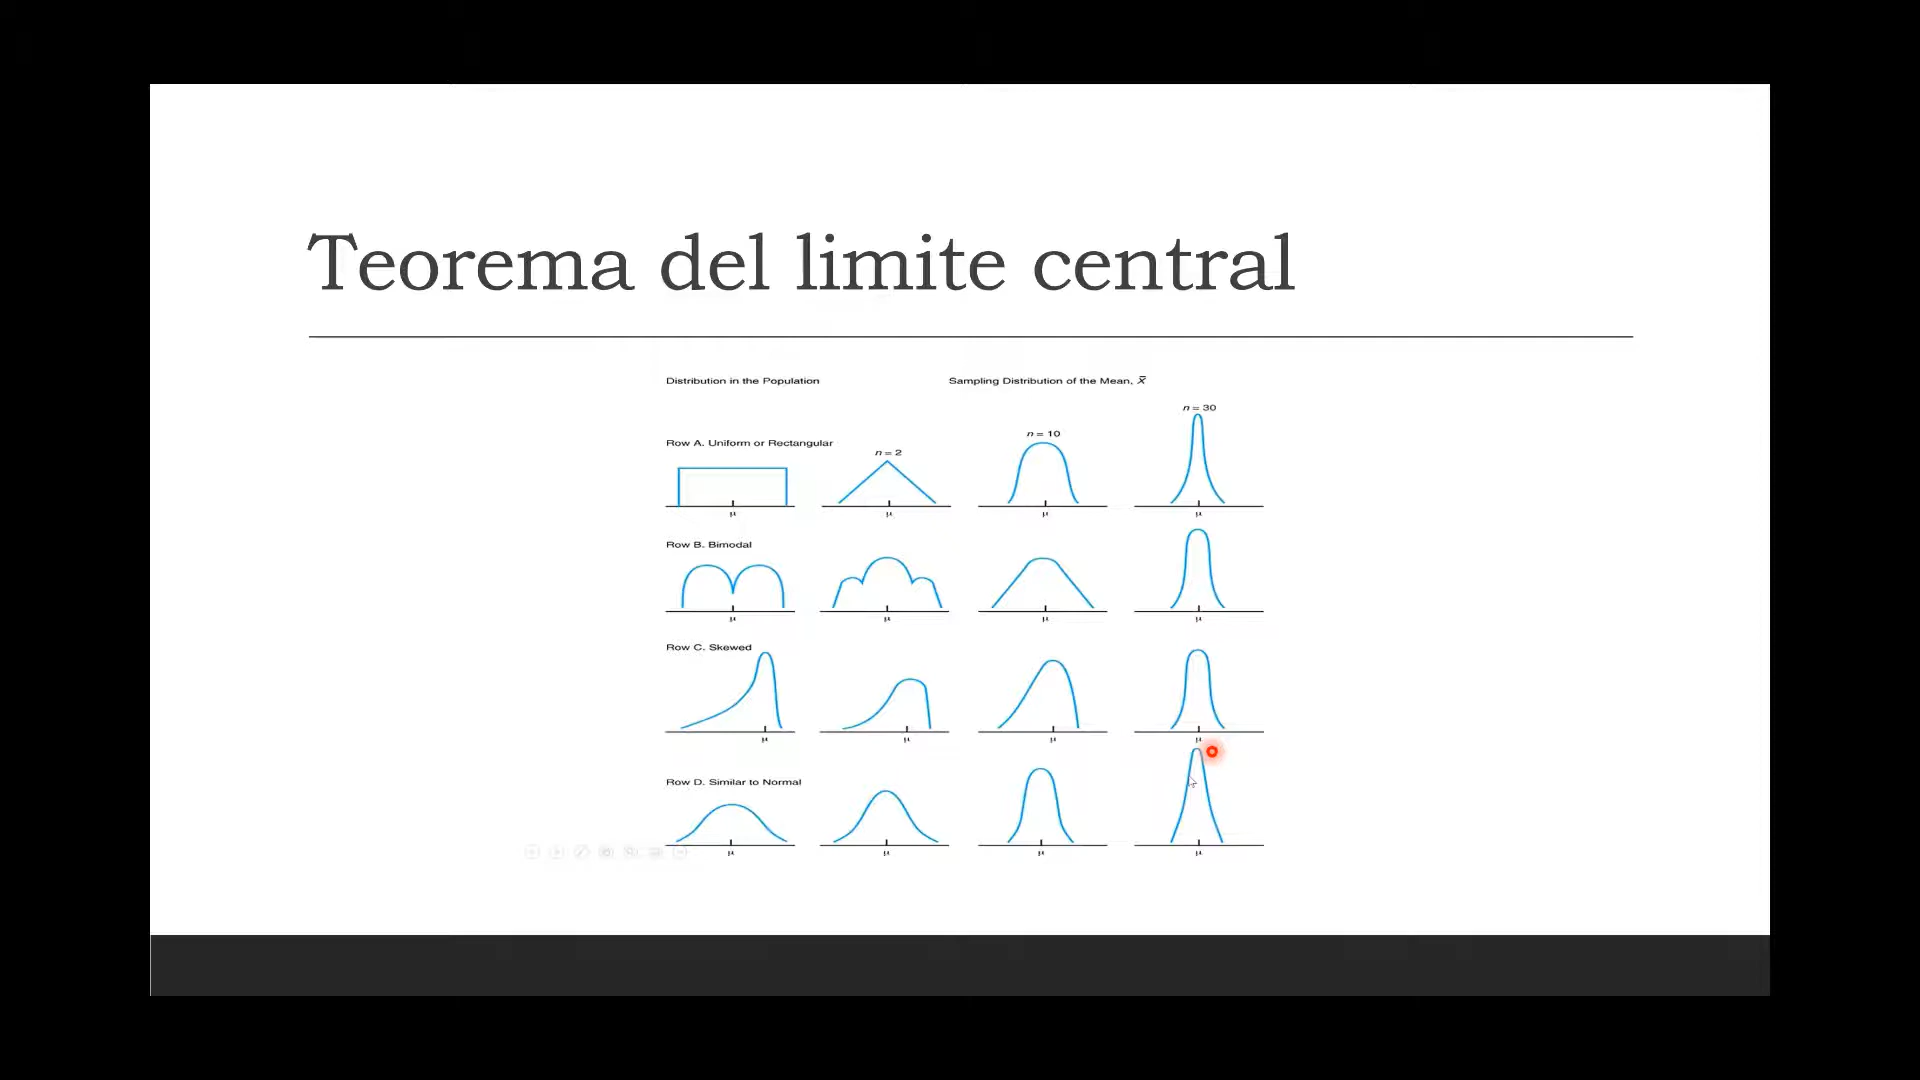 Teorema del limite central
Distribution in the Population
Sampling Distribution of the Mean, x̄
n = 30
n = 10
Row A. Uniform or Rectangular
n = 2
μ μ μ μ
Row B. Bimodal
μ μ μ μ
Row C. Skewed
μ μ μ μ
Row D. Similar to Normal
μ μ μ μ